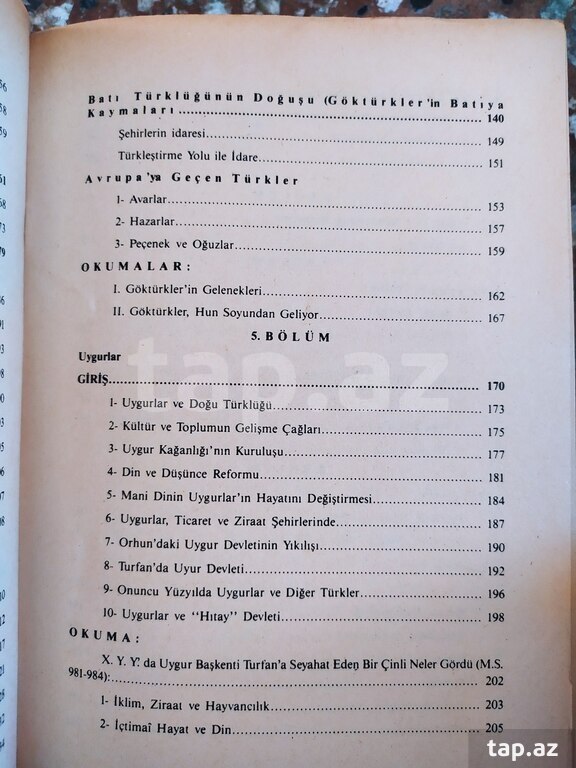 Batı Türklüğünün Doğuşu (Göktürkler'in Batıya
Kaymaları.......................................................................140
Şehirlerin idaresi.......................................................................149
Türkleştirme Yolu ile İdare.......................................................................151
Avrupa'ya Geçen Türkler
1- Avarlar.......................................................................153
2- Hazarlar.......................................................................157
3- Peçenek ve Oğuzlar.......................................................................159
OKUMALAR:
I. Göktürkler'in Gelenekleri.......................................................................162
II. Göktürkler, Hun Soyundan Geliyor.......................................................................167
5. BÖLÜM
Uygurlar
GİRİŞ.......................................................................170
1- Uygurlar ve Doğu Türklüğü.......................................................................173
2- Kültür ve Toplumun Gelişme Çağları.......................................................................175
3- Uygur Kağanlığı'nın Kuruluşu.......................................................................177
4- Din ve Düşünce Reformu.......................................................................181
5- Mani Dinin Uygurlar'ın Hayatını Değiştirmesi.......................................................................184
6- Uygurlar, Ticaret ve Ziraat Şehirlerinde.......................................................................187
7- Orhun'daki Uygur Devletinin Yıkılışı.......................................................................190
8- Turfan'da Uyur Devleti.......................................................................192
9- Onuncu Yüzyılda Uygurlar ve Diğer Türkler.......................................................................196
10- Uygurlar ve "Hıtay" Devleti.......................................................................198
OKUMA:
X. Y. Y.' da Uygur Başkenti Turfan'a Seyahat Eden Bir Çinli Neler Gördü (M.S.
981-984):.......................................................................202
1- İklim, Ziraat ve Hayvancılık.......................................................................203
2- İçtimaî Hayat ve Din.......................................................................205
tap.az
tap.az